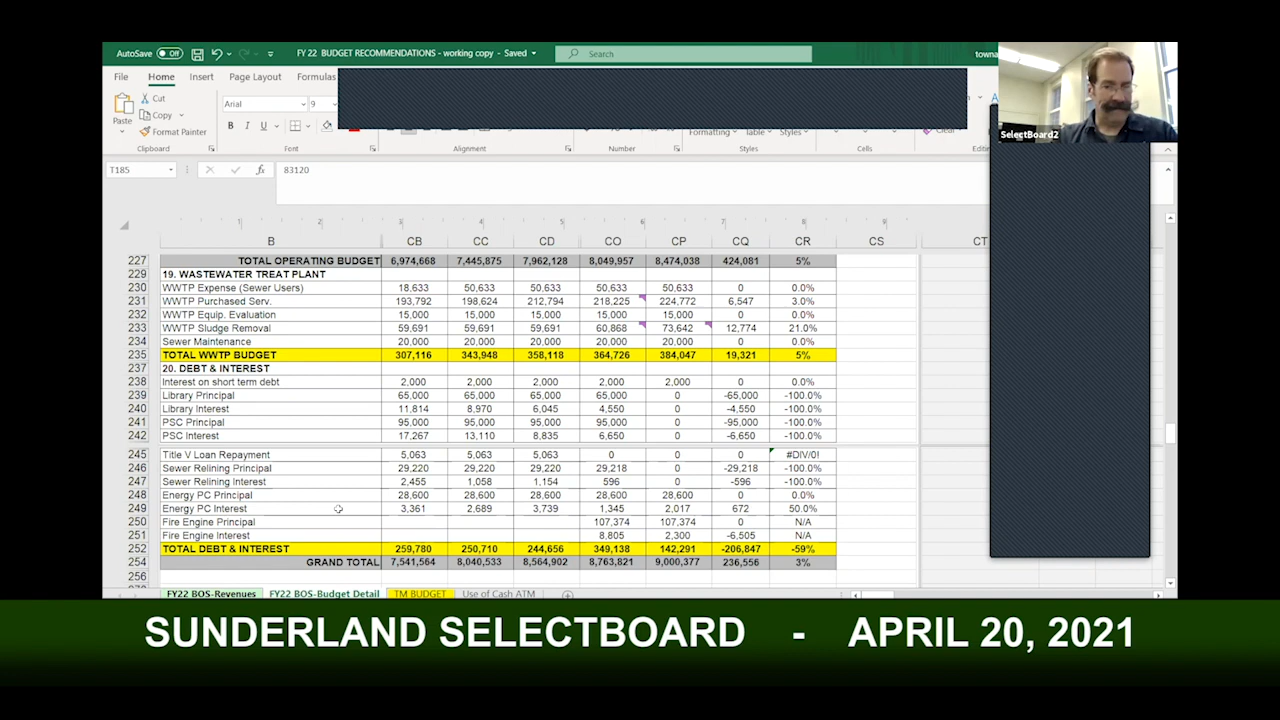 AutoSave Off FY 22 BUDGET RECOMMENDATIONS - working copy - Saved Search towna
File Home Insert Page Layout Formulas
Paste Cut Copy Format Painter Arial 9 B I U Formatting Table Styles Clear
Clipboard Font Alignment Number Styles Cells Editin
SelectBoard2
T185 fx 83120
1 2 3 4 5 6 7 8 9
B CB CC CD CO CP CQ CR CS CT
227 TOTAL OPERATING BUDGET 6,974,668 7,445,875 7,962,128 8,049,957 8,474,038 424,081 5%
229 19. WASTEWATER TREAT PLANT
230 WWTP Expense (Sewer Users) 18,633 50,633 50,633 50,633 50,633 0 0.0%
231 WWTP Purchased Serv. 193,792 198,624 212,794 218,225 224,772 6,547 3.0%
232 WWTP Equip. Evaluation 15,000 15,000 15,000 15,000 15,000 0 0.0%
233 WWTP Sludge Removal 59,691 59,691 59,691 60,868 73,642 12,774 21.0%
234 Sewer Maintenance 20,000 20,000 20,000 20,000 20,000 0 0.0%
235 TOTAL WWTP BUDGET 307,116 343,948 358,118 364,726 384,047 19,321 5%
237 20. DEBT & INTEREST
238 Interest on short term debt 2,000 2,000 2,000 2,000 2,000 0 0.0%
239 Library Principal 65,000 65,000 65,000 65,000 0 -65,000 -100.0%
240 Library Interest 11,814 8,970 6,045 4,550 0 -4,550 -100.0%
241 PSC Principal 95,000 95,000 95,000 95,000 0 -95,000 -100.0%
242 PSC Interest 17,267 13,110 8,835 6,650 0 -6,650 -100.0%
245 Title V Loan Repayment 5,063 5,063 5,063 0 0 0 #DIV/0!
246 Sewer Relining Principal 29,220 29,220 29,220 29,218 0 -29,218 -100.0%
247 Sewer Relining Interest 2,455 1,058 1,154 596 0 -596 -100.0%
248 Energy PC Principal 28,600 28,600 28,600 28,600 28,600 0 0.0%
249 Energy PC Interest 3,361 2,689 3,739 1,345 2,017 672 50.0%
250 Fire Engine Principal 107,374 107,374 0 N/A
251 Fire Engine Interest 8,805 2,300 -6,505 N/A
252 TOTAL DEBT & INTEREST 259,780 250,710 244,656 349,138 142,291 -206,847 -59%
254 GRAND TOTAL 7,541,564 8,040,533 8,564,902 8,763,821 9,000,377 236,556 3%
256
FY22 BOS-Revenues FY22 BOS-Budget Detail TM BUDGET Use of Cash ATM
SUNDERLAND SELECTBOARD - APRIL 20, 2021